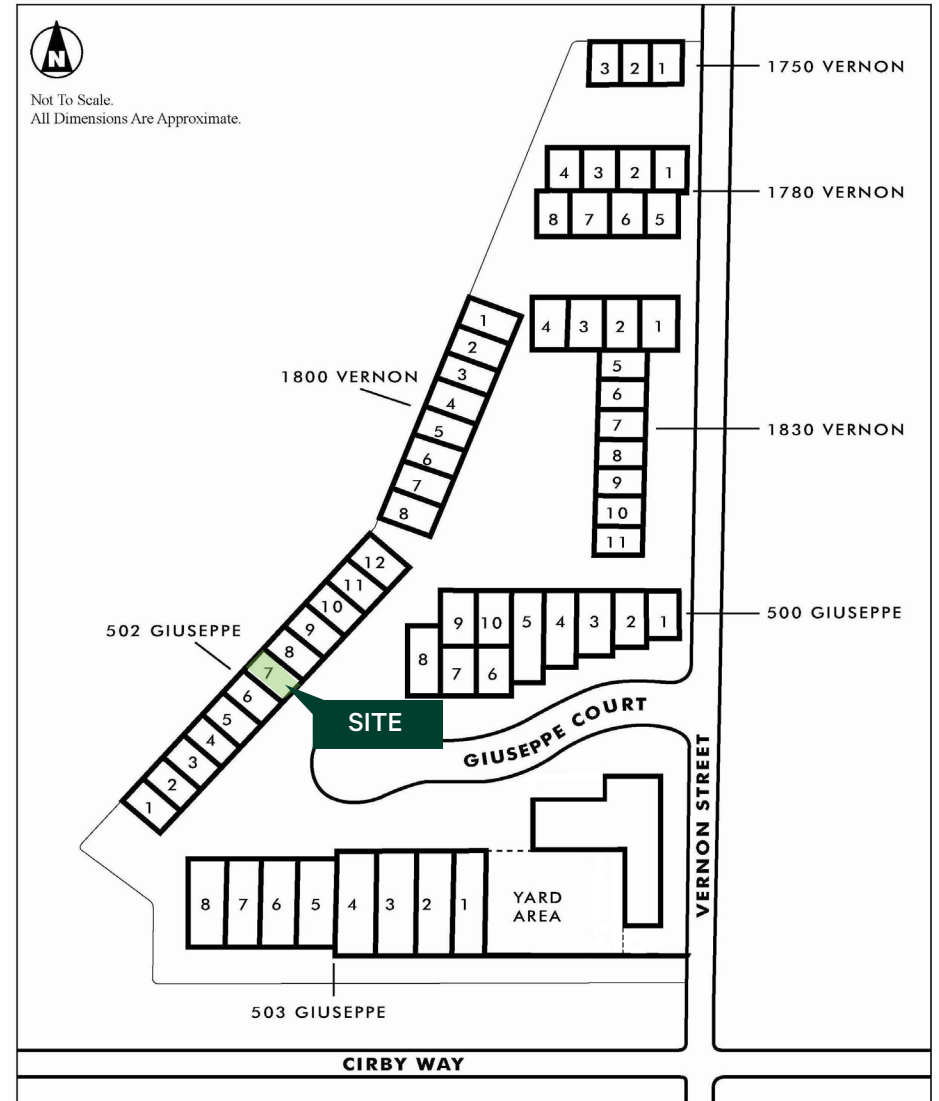 N
Not To Scale.
All Dimensions Are Approximate.
3 2 1
1750 VERNON
4 3 2 1
8 7 6 5
1780 VERNON
1
2
3
4
5
6
7
8
1800 VERNON
4 3 2 1
5
6
7
8
9
10
11
1830 VERNON
12
11
10
9
8
7
6
5
4
3
2
1
502 GIUSEPPE
SITE
9 10 5 4 3 2 1
8 7 6
500 GIUSEPPE
GIUSEPPE COURT
VERNON STREET
8 7 6 5 4 3 2 1
YARD
AREA
503 GIUSEPPE
CIRBY WAY